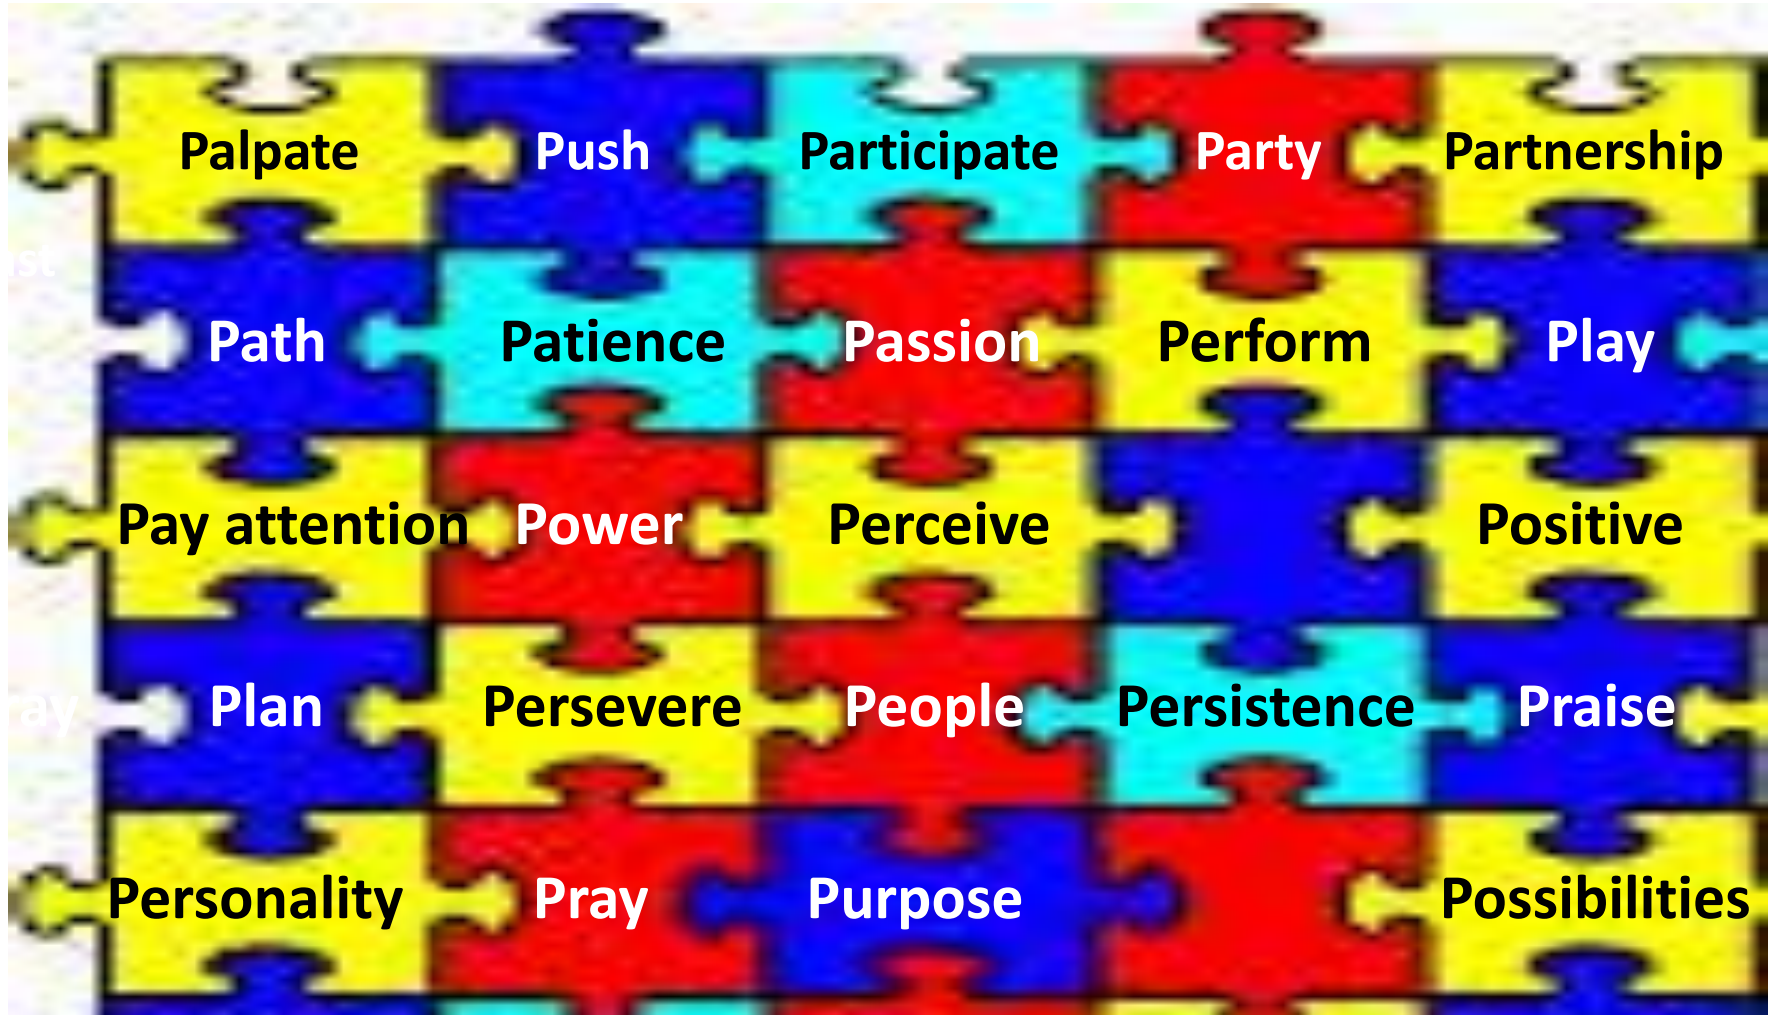 Palpate Push Participate Party Partnership
Path Patience Passion Perform Play
Pay attention Power Perceive Positive
Plan Persevere People Persistence Praise
Personality Pray Purpose Possibilities